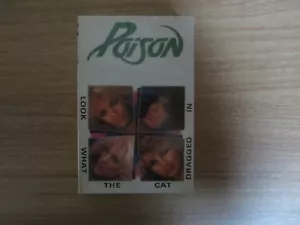 Poison
LOOK WHAT
THE CAT
DRAGGED IN